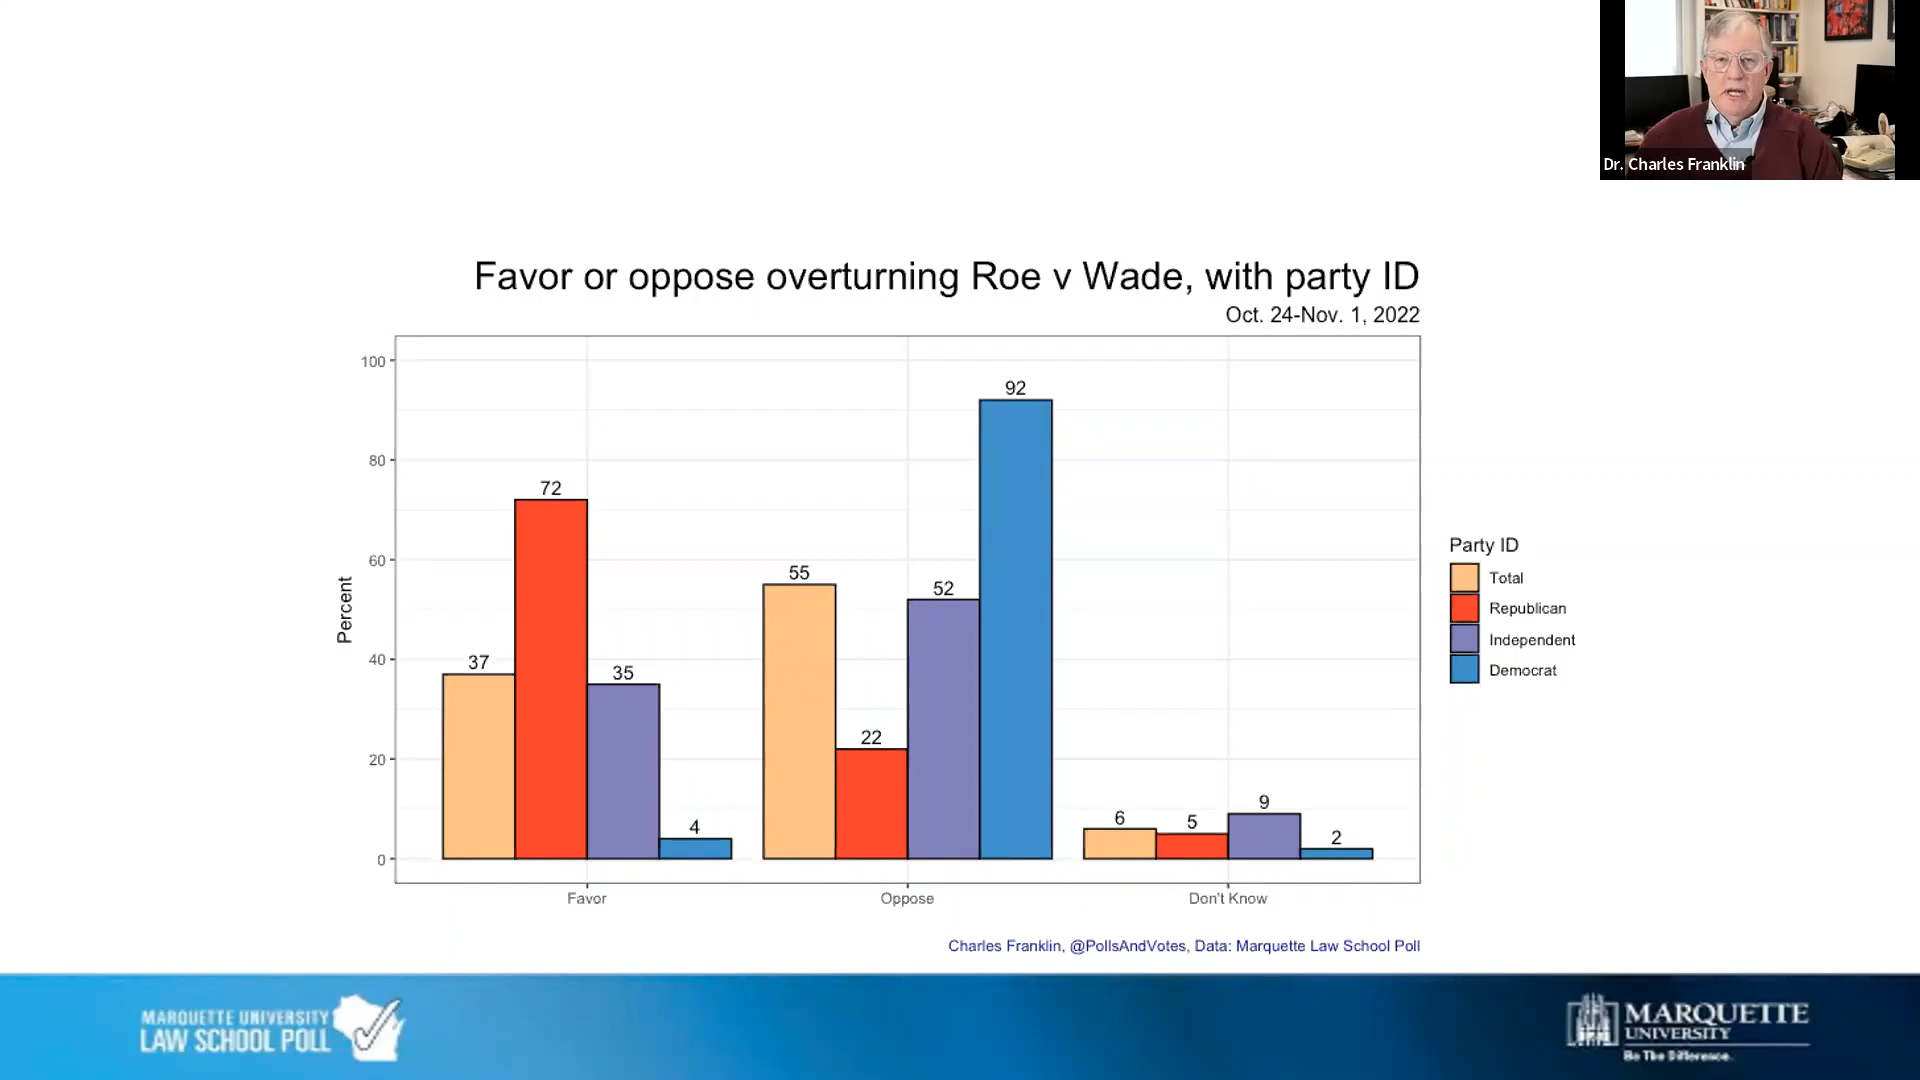 Dr. Charles Franklin
Favor or oppose overturning Roe v Wade, with party ID
Oct. 24-Nov. 1, 2022
Percent
100
80
60
40
20
0
37
72
35
4
55
22
52
92
6
5
9
2
Favor
Oppose
Don't Know
Party ID
Total
Republican
Independent
Democrat
Charles Franklin, @PollsAndVotes, Data: Marquette Law School Poll
MARQUETTE UNIVERSITY
LAW SCHOOL POLL
MARQUETTE
UNIVERSITY
Be The Difference.